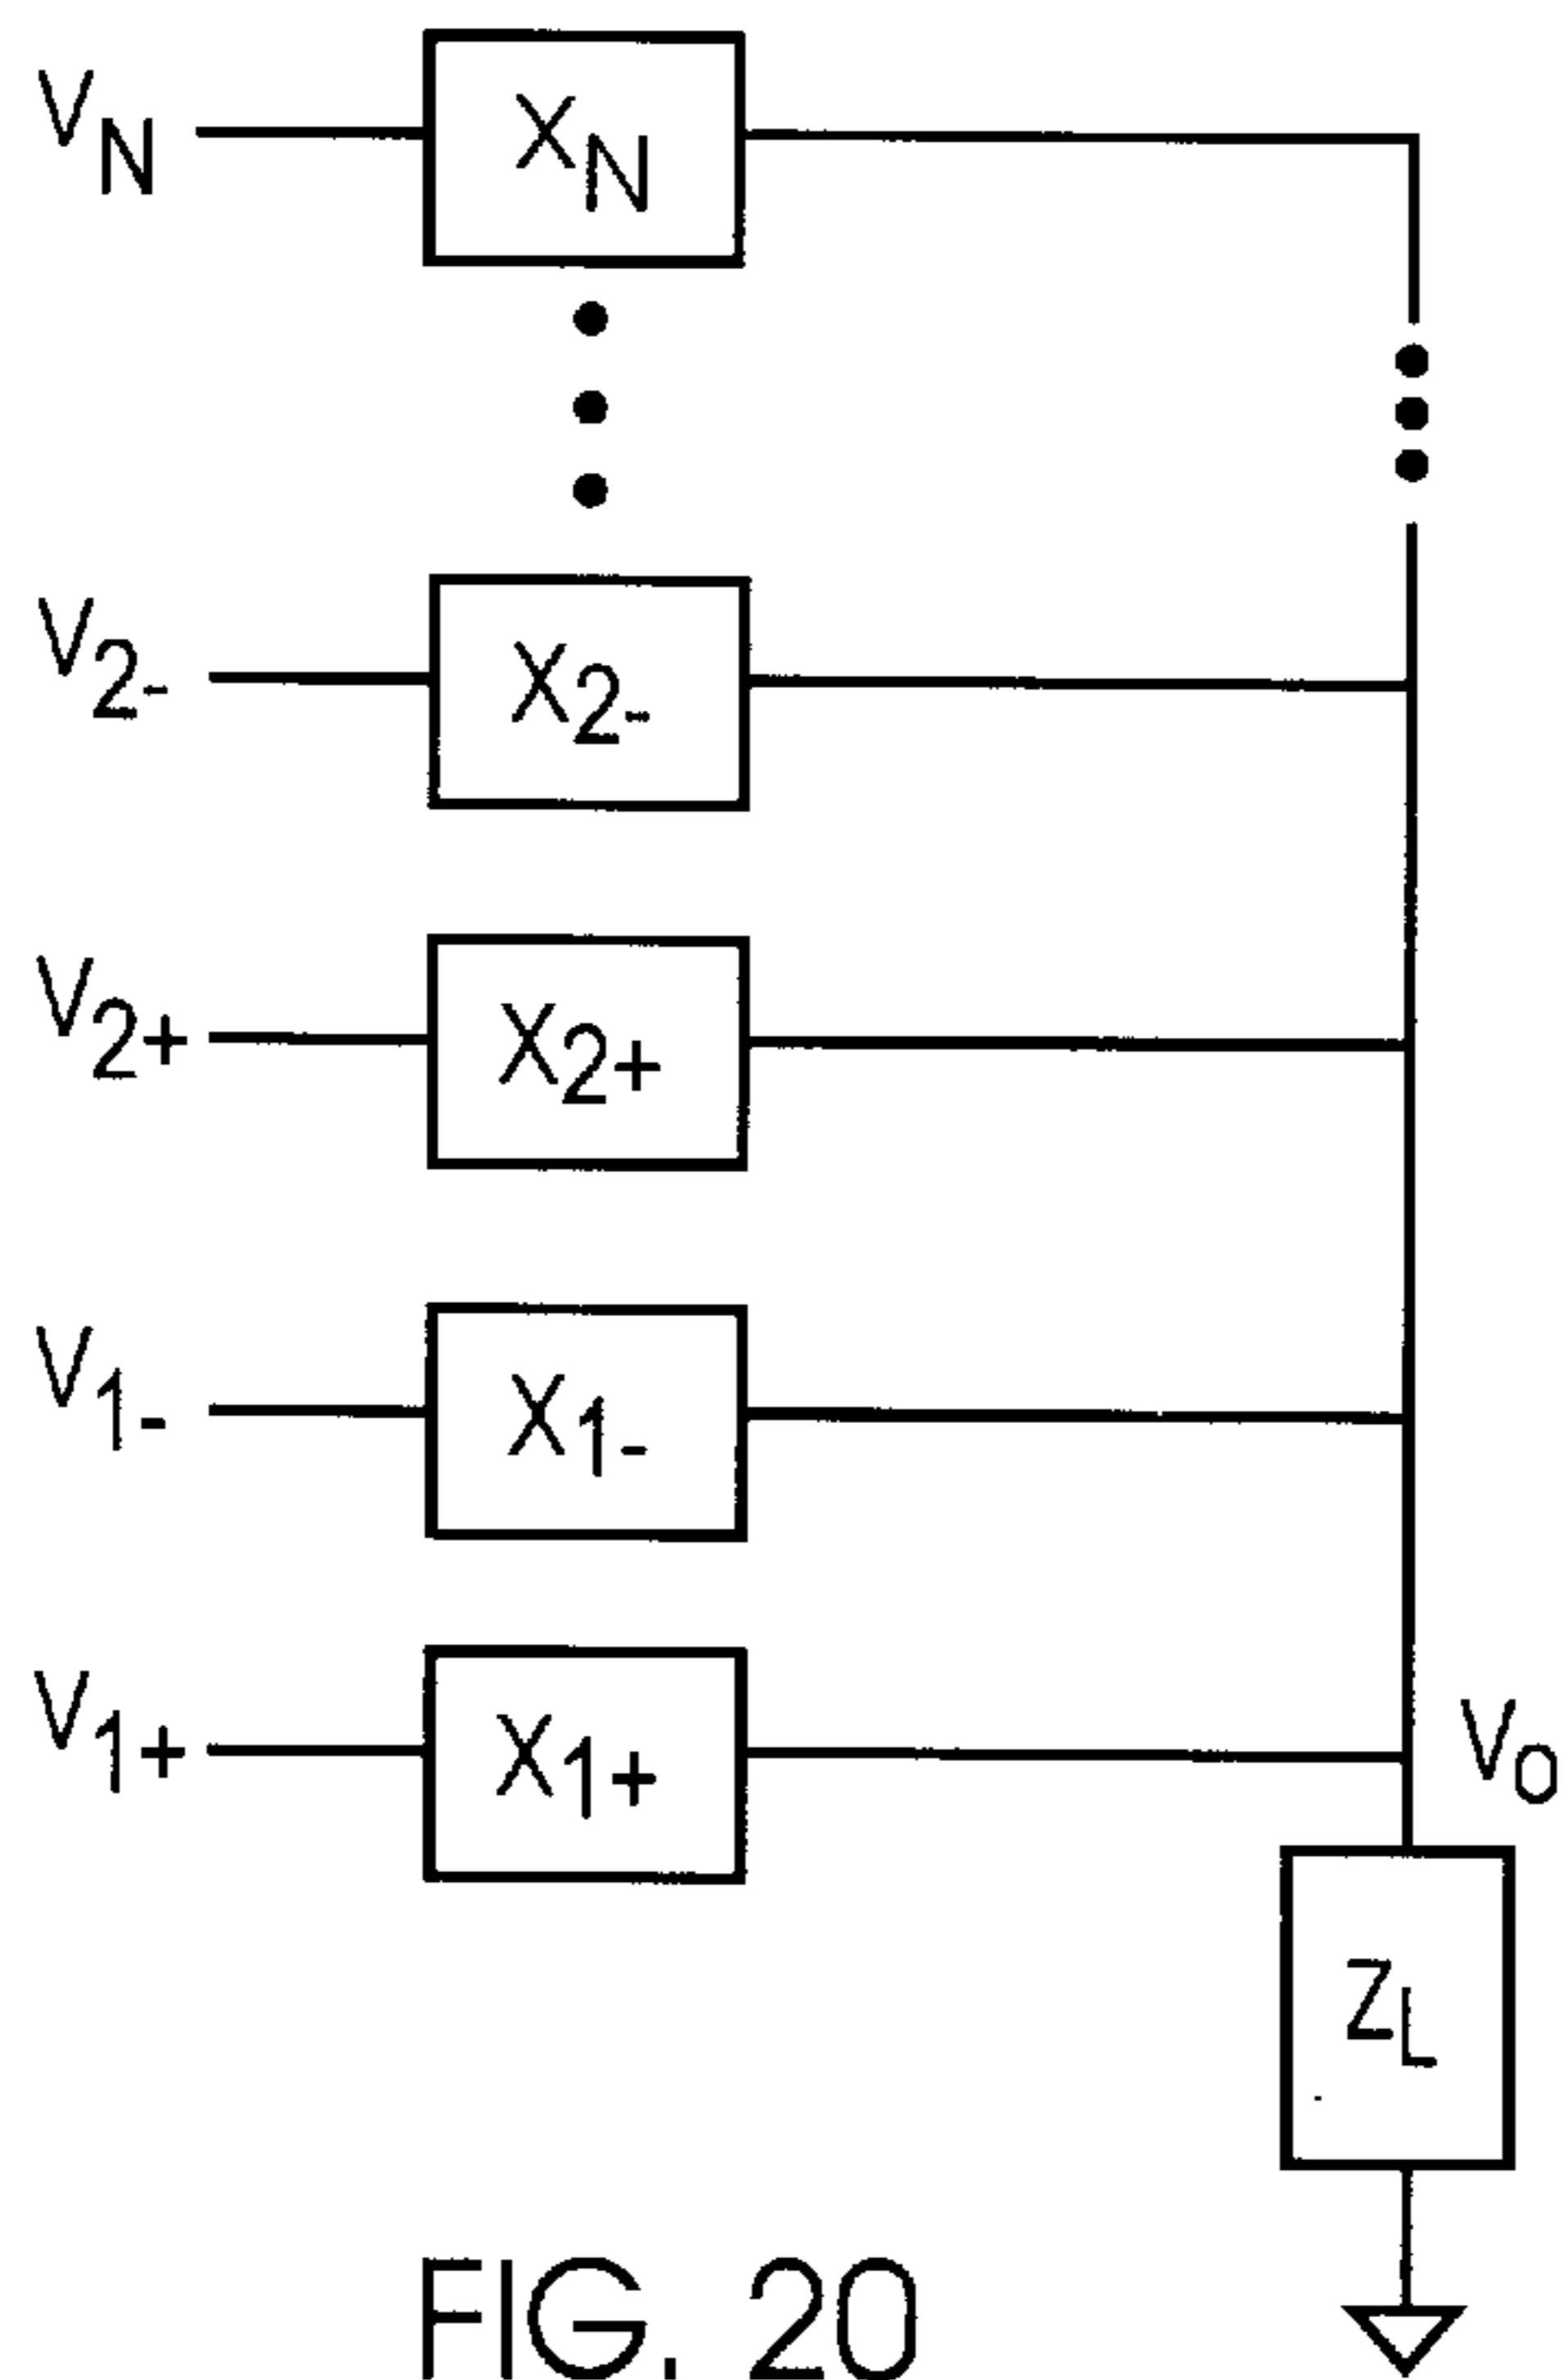 VN XN
V2- X2-
V2+ X2+
V1- X1-
V1+ X1+ VO
ZL
FIG. 20